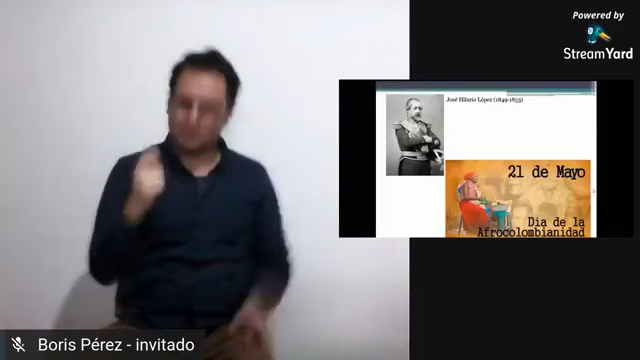 Powered by
StreamYard
José Hilario López (1849-1853)
21 de Mayo
Día de la
Afrocolombianidad
Boris Pérez - invitado